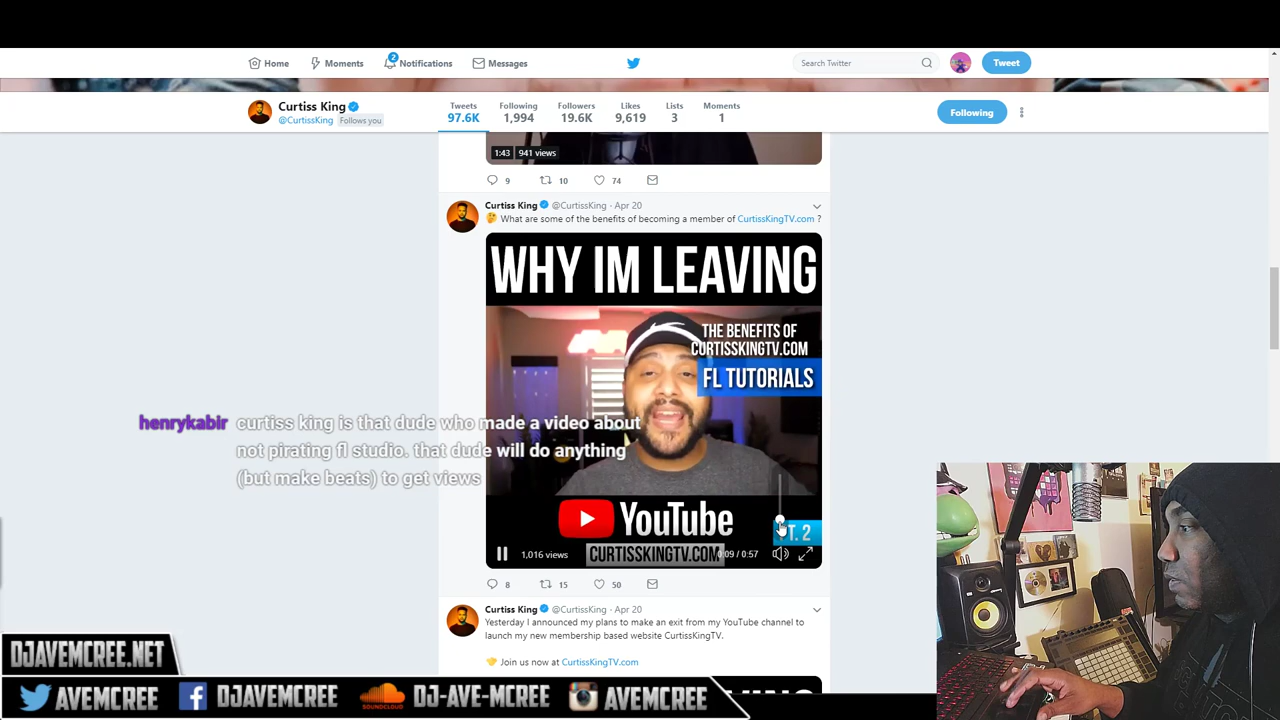 Home
Moments
2
Notifications
Messages
Search Twitter
Tweet
Curtiss King
@CurtissKing Follows you
Tweets
97.6K
Following
1,994
Followers
19.6K
Likes
9,619
Lists
3
Moments
1
Following
1:43 941 views
9 10 74
Curtiss King @CurtissKing · Apr 20
🤔 What are some of the benefits of becoming a member of CurtissKingTV.com ?
WHY IM LEAVING
THE BENEFITS OF
CURTISSKINGTV.COM
FL TUTORIALS
henrykabir curtiss king is that dude who made a video about
not pirating fl studio. that dude will do anything
(but make beats) to get views
YouTube
PT. 2
1,016 views
CURTISSKINGTV.COM
0:09 / 0:57
8 15 50
Curtiss King @CurtissKing · Apr 20
Yesterday I announced my plans to make an exit from my YouTube channel to
launch my new membership based website CurtissKingTV.
Join us now at CurtissKingTV.com
DJAVEMCREE.NET
AVEMCREE
DJAVEMCREE
SOUNDCLOUD
DJ-AVE-MCREE
AVEMCREE